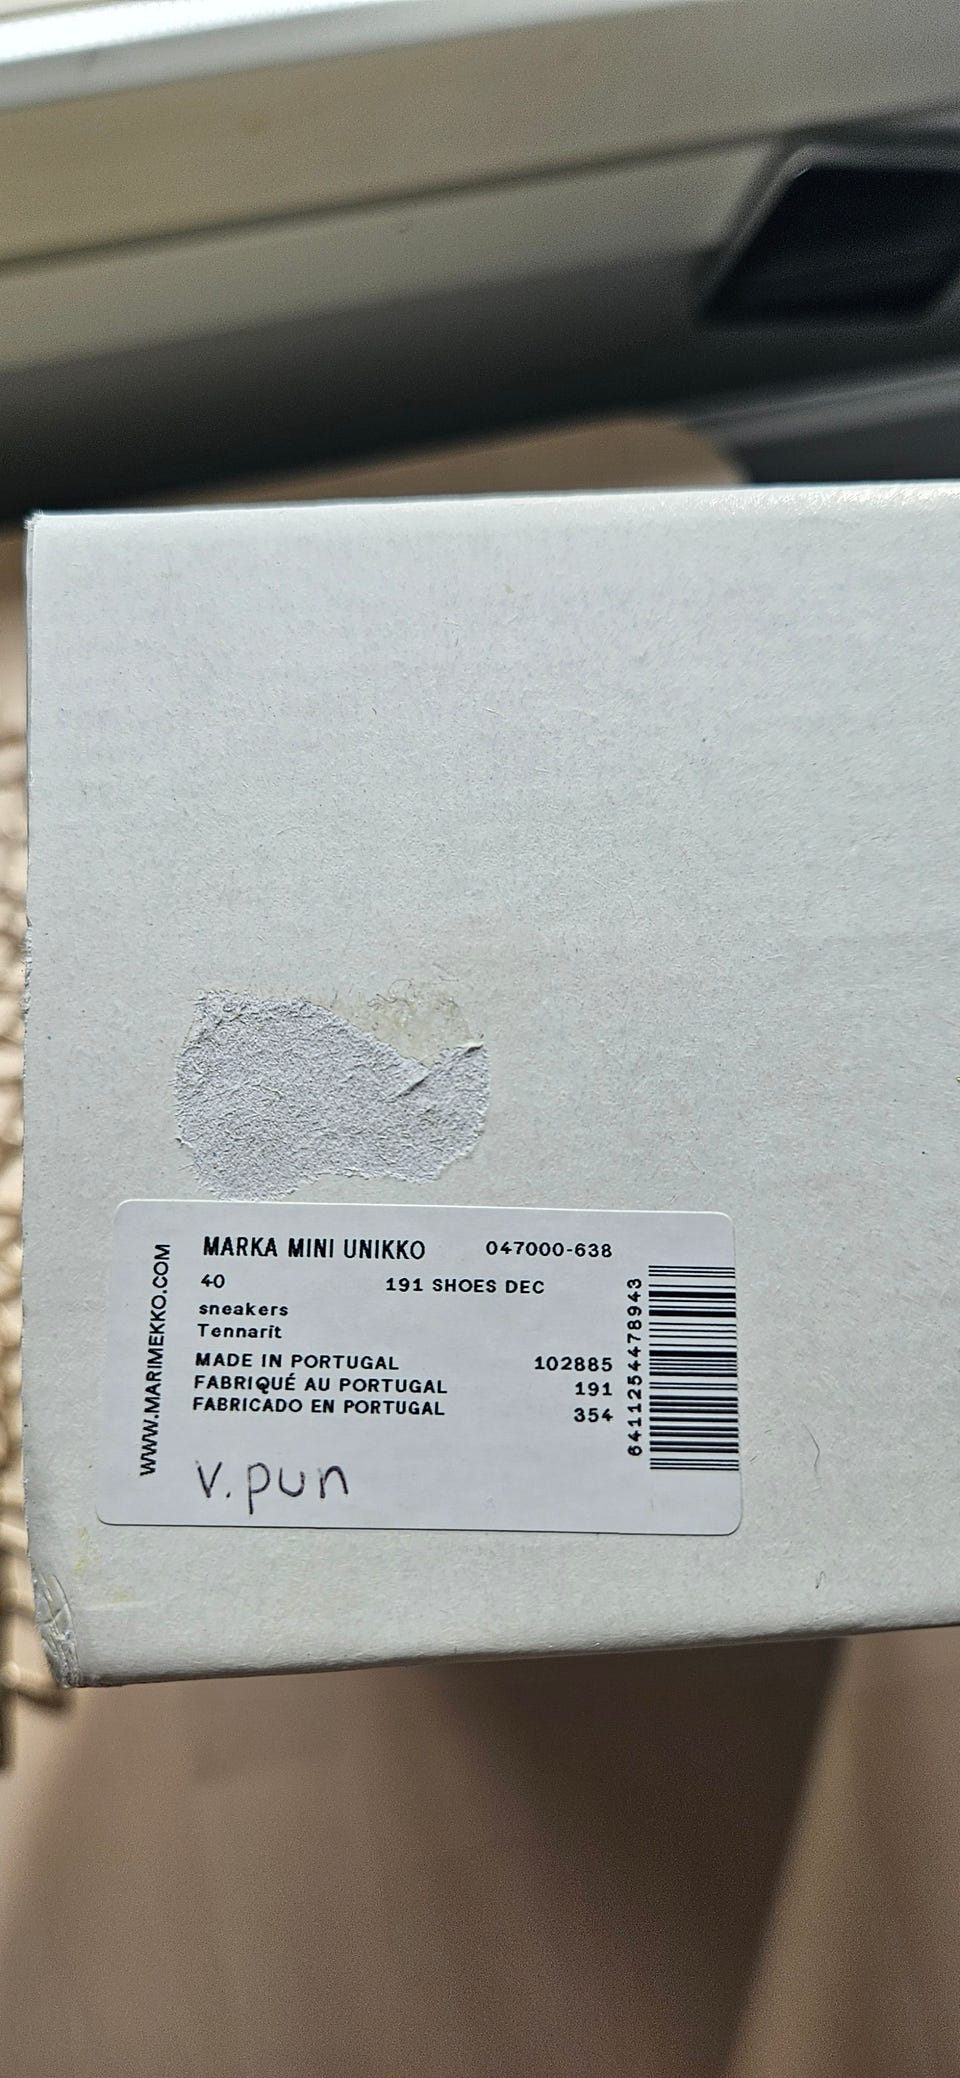 WWW.MARIMEKKO.COM
MARKA MINI UNIKKO 047000-638
40 191 SHOES DEC
sneakers
Tennarit
MADE IN PORTUGAL 102885
FABRIQUÉ AU PORTUGAL 191
FABRICADO EN PORTUGAL 354
6411254478943
v.pun